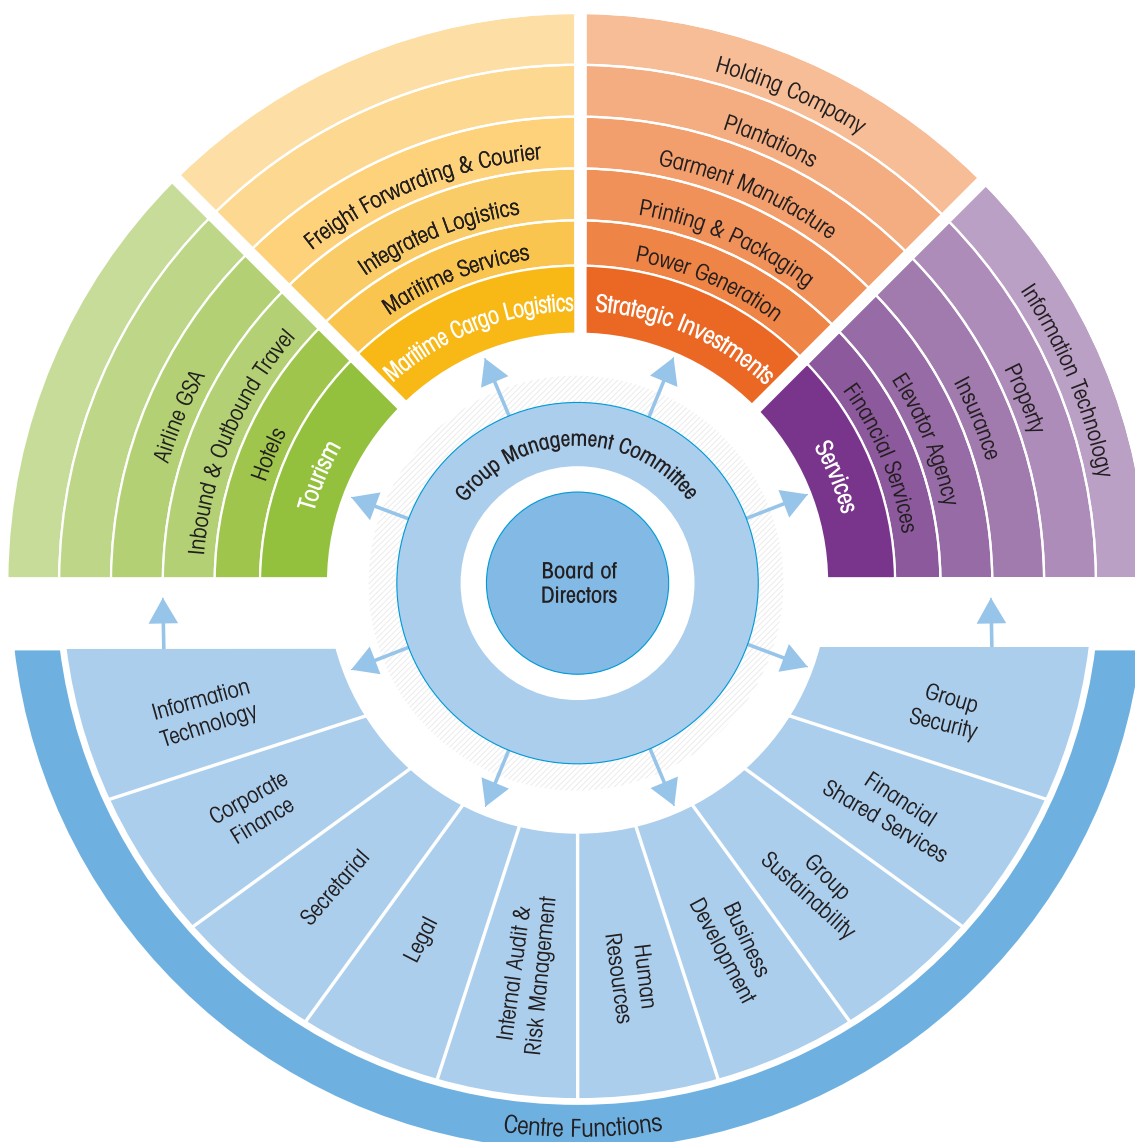 Holding Company
Plantations
Garment Manufacture
Printing & Packaging
Power Generation
Strategic Investments
Freight Forwarding & Courier
Integrated Logistics
Maritime Services
Maritime Cargo Logistics
Airline GSA
Inbound & Outbound Travel
Hotels
Tourism
Services
Financial Services
Elevator Agency
Insurance
Property
Information Technology
Group Management Committee
Board of
Directors
Information
Technology
Corporate
Finance
Secretarial
Legal
Internal Audit &
Risk Management
Human
Resources
Business
Development
Group
Sustainability
Financial
Shared Services
Group
Security
Centre Functions